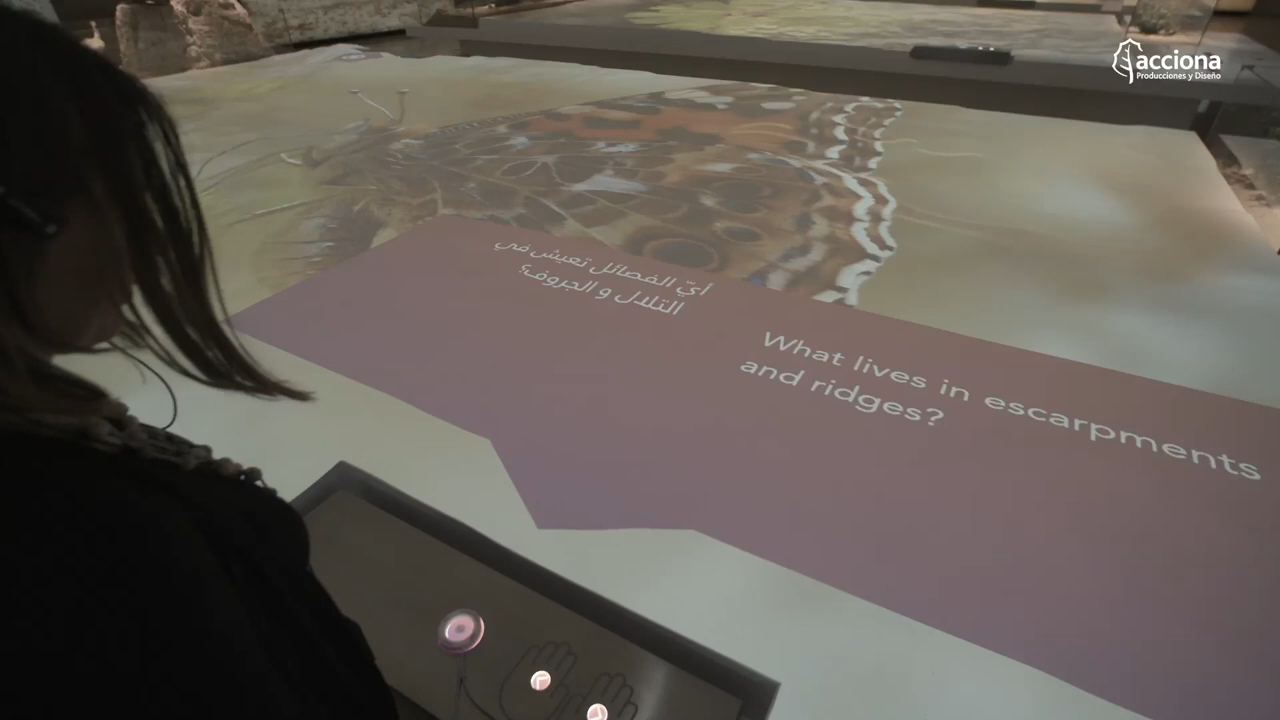 acciona
Producciones y Diseño
أيّ الفصائل تعيش في
التلال و الجروف؟
What lives in escarpments
and ridges?